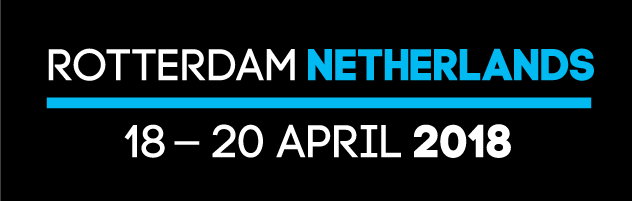 ROTTERDAM NETHERLANDS
18 – 20 APRIL 2018